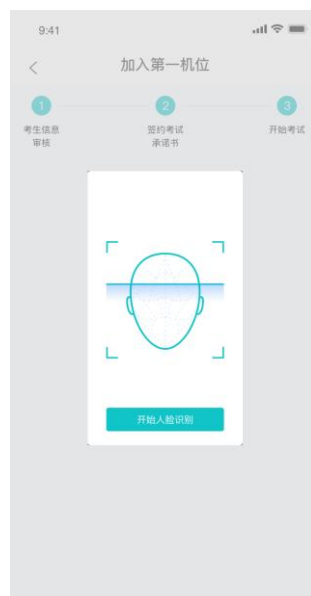 9:41
加入第一机位
1
2
3
考生信息
审核
签约考试
承诺书
开始考试
开始人脸识别